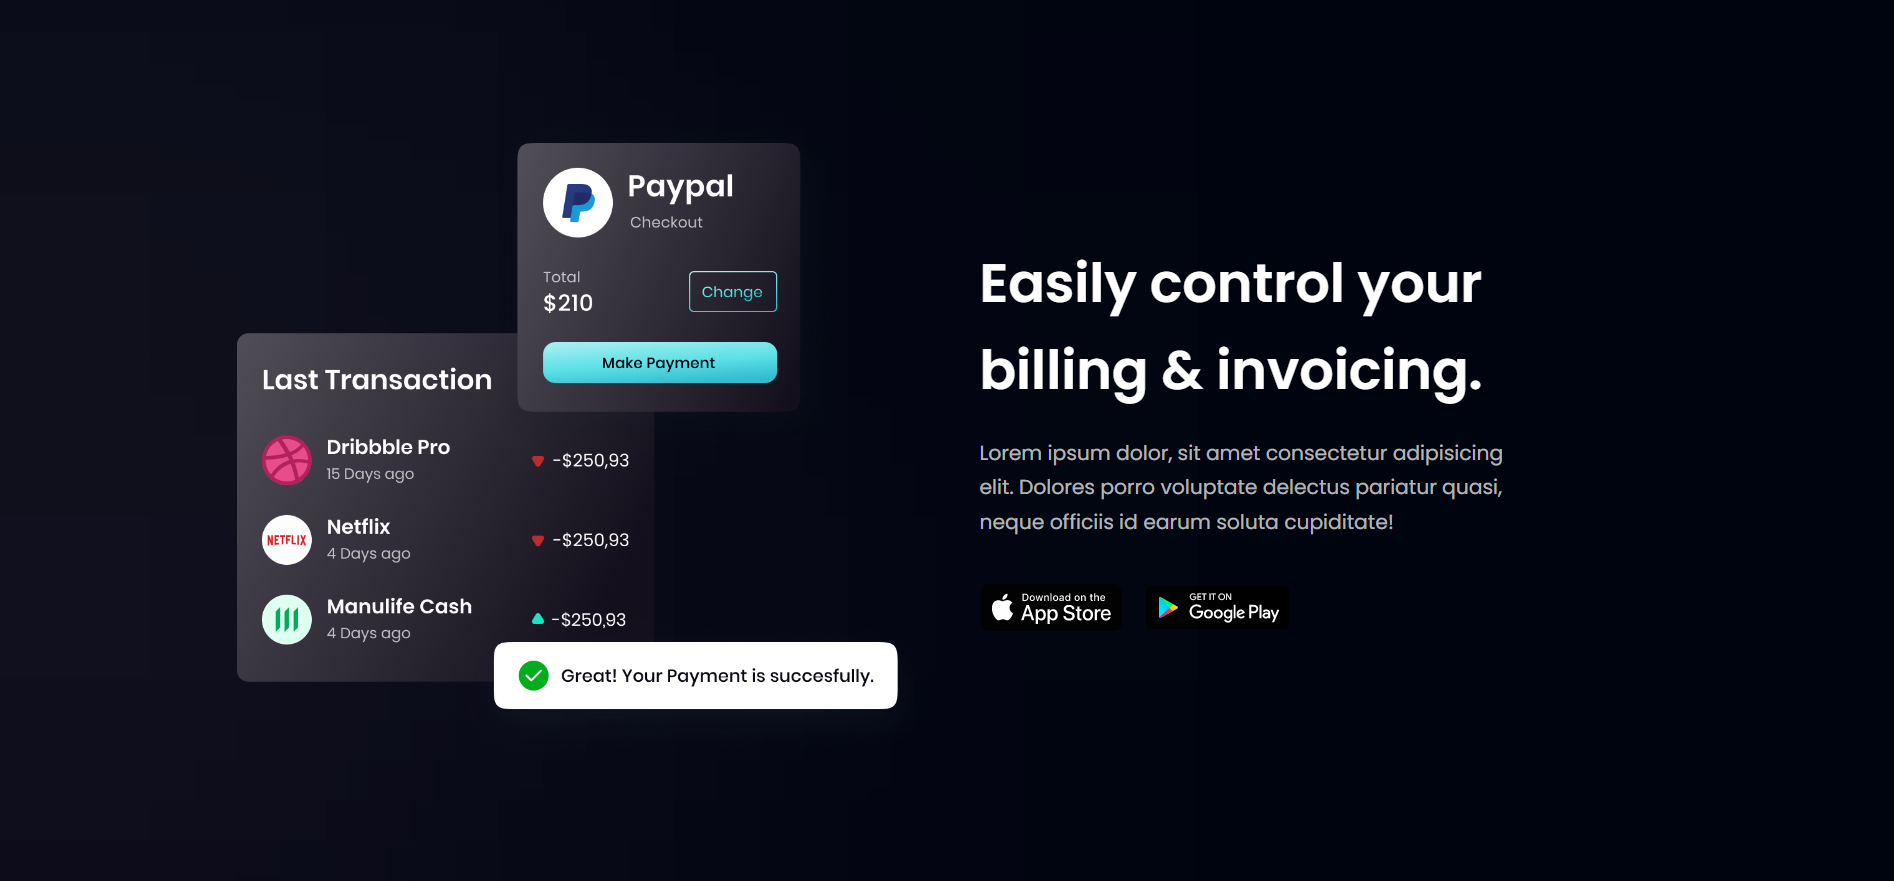 Paypal
Checkout
Total
$210
Change
Make Payment
Last Transaction
Dribbble Pro
15 Days ago
-$250,93
NETFLIX
Netflix
4 Days ago
-$250,93
Manulife Cash
4 Days ago
-$250,93
Great! Your Payment is succesfully.
Easily control your
billing & invoicing.
Lorem ipsum dolor, sit amet consectetur adipisicing
elit. Dolores porro voluptate delectus pariatur quasi,
neque officiis id earum soluta cupiditate!
Download on the
App Store
GET IT ON
Google Play